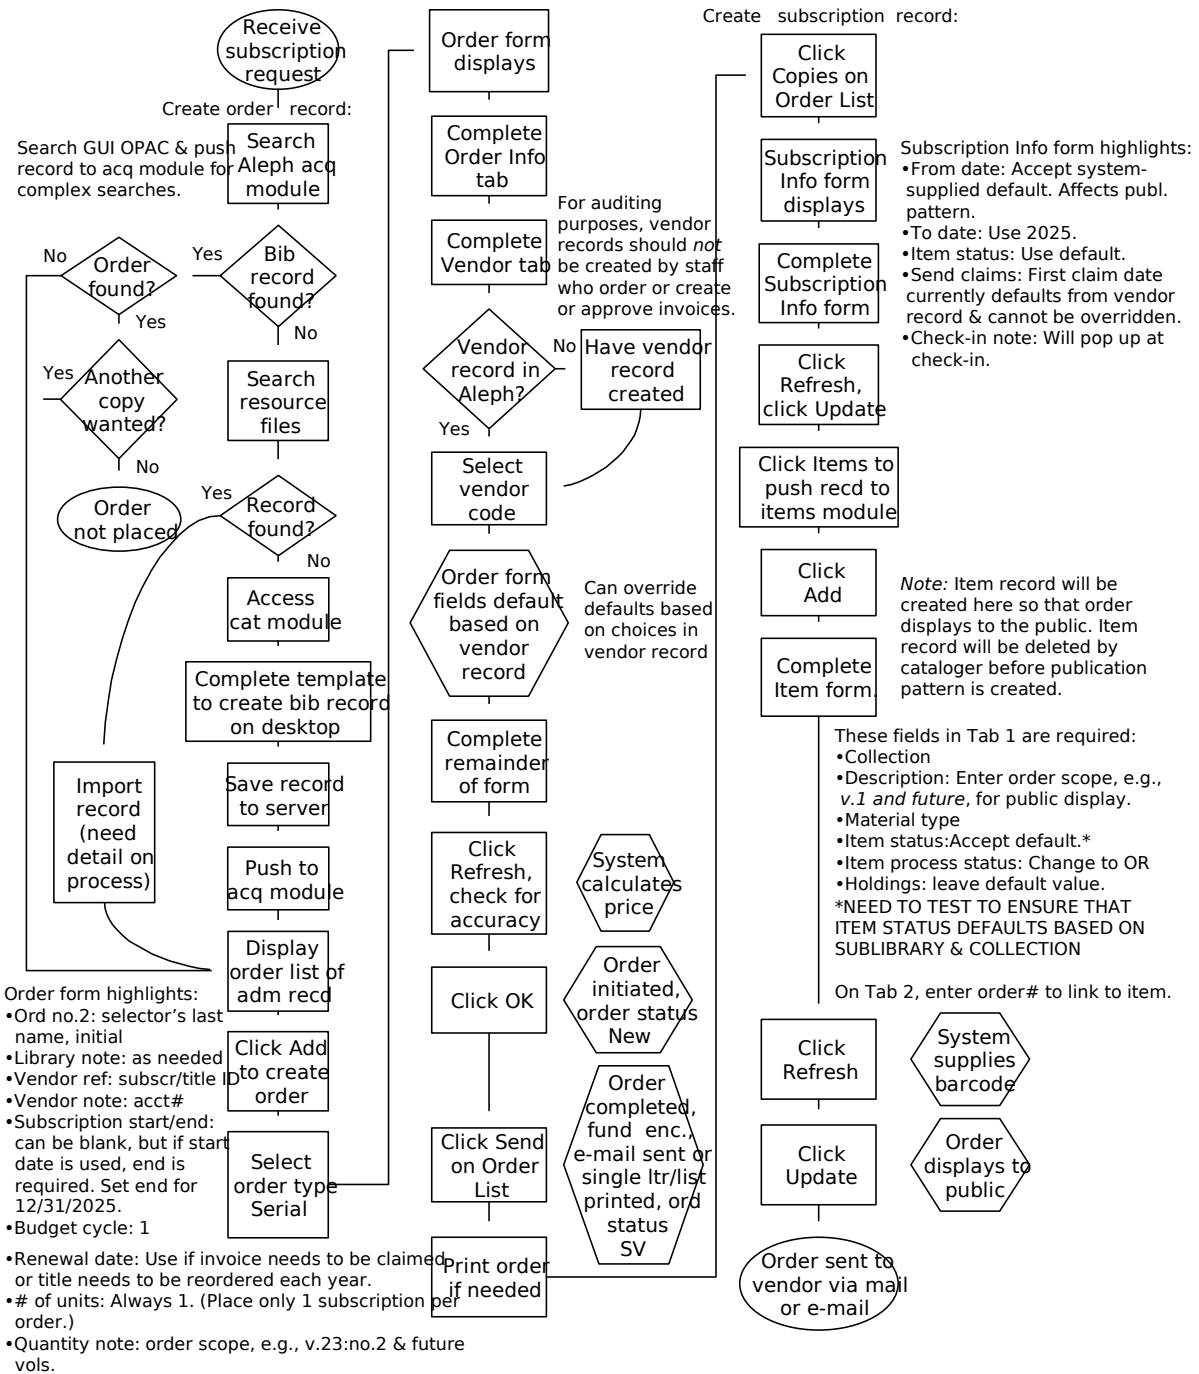 Receive
subscription
request
Create order record:
Search GUI OPAC & push
record to acq module for
complex searches.
Search
Aleph acq
module
No
Order
found?
Yes
Yes
Bib
record
found?
No
Yes
Another
copy
wanted?
No
Search
resource
files
Order
not placed
Yes
Record
found?
No
Access
cat module
Complete template
to create bib record
on desktop
Import
record
(need
detail on
process)
Save record
to server
Push to
acq module
Display
order list of
adm recd
Click Add
to create
order
Select
order type
Serial
Order form highlights:
•Ord no.2: selector’s last
name, initial
•Library note: as needed
•Vendor ref: subscr/title ID
•Vendor note: acct#
•Subscription start/end:
can be blank, but if start
date is used, end is
required. Set end for
12/31/2025.
•Budget cycle: 1
•Renewal date: Use if invoice needs to be claimed
or title needs to be reordered each year.
•# of units: Always 1. (Place only 1 subscription per
order.)
•Quantity note: order scope, e.g., v.23:no.2 & future
vols.
Order form
displays
Complete
Order Info
tab
Complete
Vendor tab
For auditing
purposes, vendor
records should not
be created by staff
who order or create
or approve invoices.
Vendor
record in
Aleph?
No
Have vendor
record
created
Yes
Select
vendor
code
Order form
fields default
based on
vendor
record
Can override
defaults based
on choices in
vendor record
Complete
remainder
of form
Click
Refresh,
check for
accuracy
System
calculates
price
Click OK
Order
initiated,
order status
New
Click Send
on Order
List
Order
completed,
fund enc.,
e-mail sent or
single ltr/list
printed, ord
status
SV
Print order
if needed
Create subscription record:
Click
Copies on
Order List
Subscription
Info form
displays
Complete
Subscription
Info form
Click
Refresh,
click Update
Subscription Info form highlights:
•From date: Accept system-
supplied default. Affects publ.
pattern.
•To date: Use 2025.
•Item status: Use default.
•Send claims: First claim date
currently defaults from vendor
record & cannot be overridden.
•Check-in note: Will pop up at
check-in.
Click Items to
push recd to
items module
Click
Add
Complete
Item form.
Note: Item record will be
created here so that order
displays to the public. Item
record will be deleted by
cataloger before publication
pattern is created.
These fields in Tab 1 are required:
•Collection
•Description: Enter order scope, e.g.,
v.1 and future, for public display.
•Material type
•Item status:Accept default.*
•Item process status: Change to OR
•Holdings: leave default value.
*NEED TO TEST TO ENSURE THAT
ITEM STATUS DEFAULTS BASED ON
SUBLIBRARY & COLLECTION
On Tab 2, enter order# to link to item.
Click
Refresh
System
supplies
barcode
Click
Update
Order
displays to
public
Order sent to
vendor via mail
or e-mail